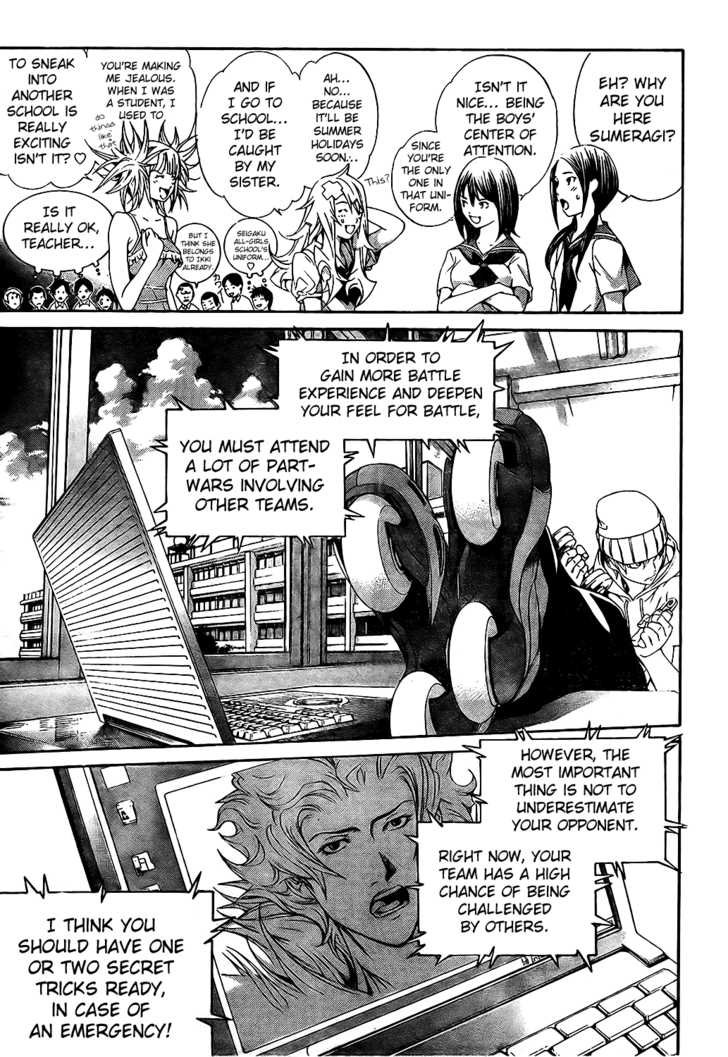 EH? WHY
ARE YOU
HERE
SUMERAGI?
ISN'T IT
NICE... BEING
THE BOYS'
CENTER OF
ATTENTION.
SINCE
YOU'RE
THE ONLY
ONE IN
THAT UNI-
FORM.
This?
AH...
NO...
BECAUSE
IT'LL BE
SUMMER
HOLIDAYS
SOON...
AND IF
I GO TO
SCHOOL...
I'D BE
CAUGHT
BY MY
SISTER.
SEIGAKU
ALL-GIRLS
SCHOOL'S
UNIFORM...
BUT I
THINK SHE
BELONGS
TO IKKI
ALREADY...
YOU'RE MAKING
ME JEALOUS.
WHEN I WAS
A STUDENT, I
USED TO
do
things
like
that
TO SNEAK
INTO
ANOTHER
SCHOOL IS
REALLY
EXCITING
ISN'T IT?♡
IS IT
REALLY OK,
TEACHER...
IN ORDER TO
GAIN MORE BATTLE
EXPERIENCE AND DEEPEN
YOUR FEEL FOR BATTLE,
YOU MUST ATTEND
A LOT OF PART-
WARS INVOLVING
OTHER TEAMS.
HOWEVER, THE
MOST IMPORTANT
THING IS NOT TO
UNDERESTIMATE
YOUR OPPONENT.
RIGHT NOW, YOUR
TEAM HAS A HIGH
CHANCE OF BEING
CHALLENGED
BY OTHERS.
I THINK YOU
SHOULD HAVE ONE
OR TWO SECRET
TRICKS READY,
IN CASE OF
AN EMERGENCY!